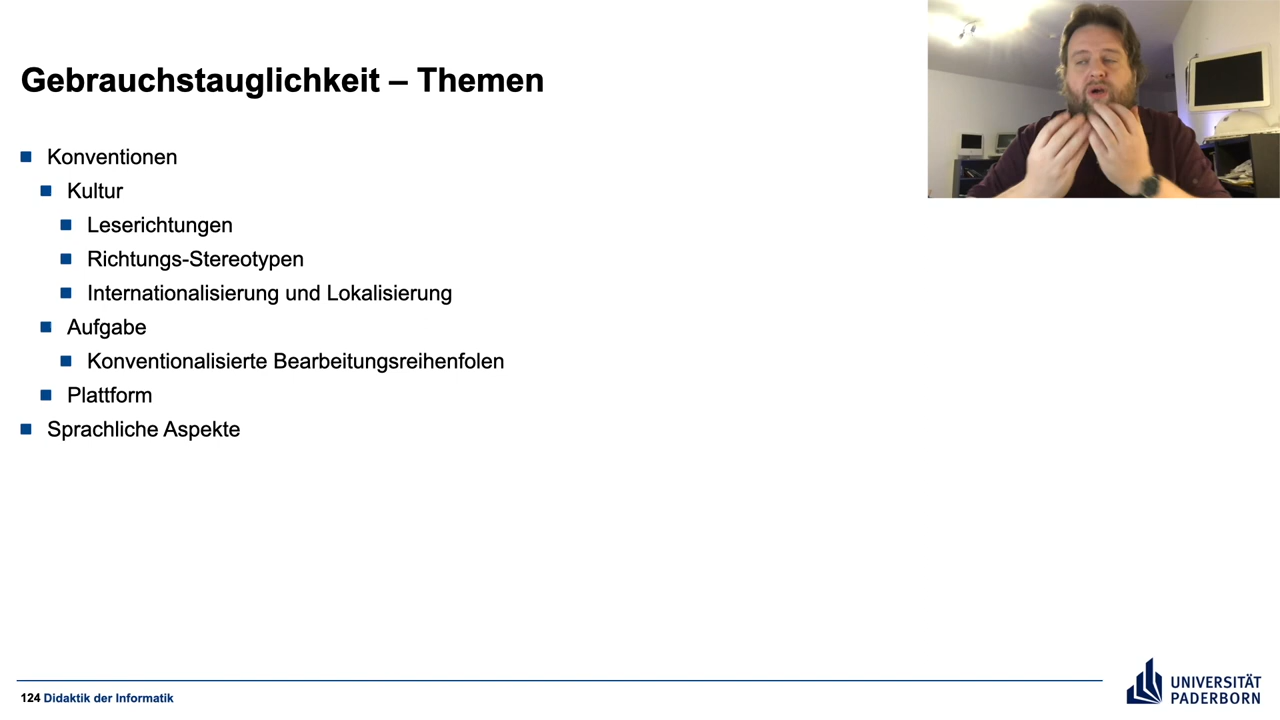 Gebrauchstauglichkeit – Themen
Konventionen
Kultur
Leserichtungen
Richtungs-Stereotypen
Internationalisierung und Lokalisierung
Aufgabe
Konventionalisierte Bearbeitungsreihenfolen
Plattform
Sprachliche Aspekte
124 Didaktik der Informatik
UNIVERSITÄT
PADERBORN